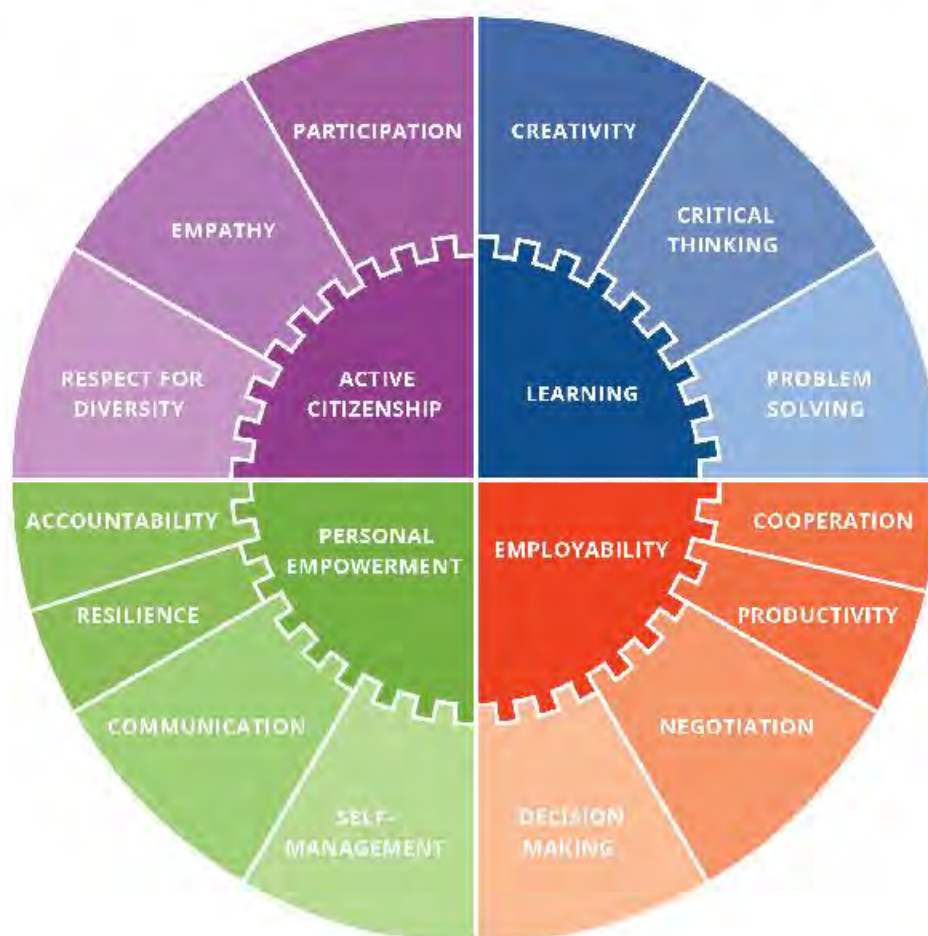 PARTICIPATION
CREATIVITY
EMPATHY
CRITICAL
THINKING
RESPECT FOR
DIVERSITY
ACTIVE
CITIZENSHIP
LEARNING
PROBLEM
SOLVING
ACCOUNTABILITY
PERSONAL
EMPOWERMENT
EMPLOYABILITY
COOPERATION
RESILIENCE
PRODUCTIVITY
COMMUNICATION
NEGOTIATION
SELF-
MANAGEMENT
DECISION
MAKING